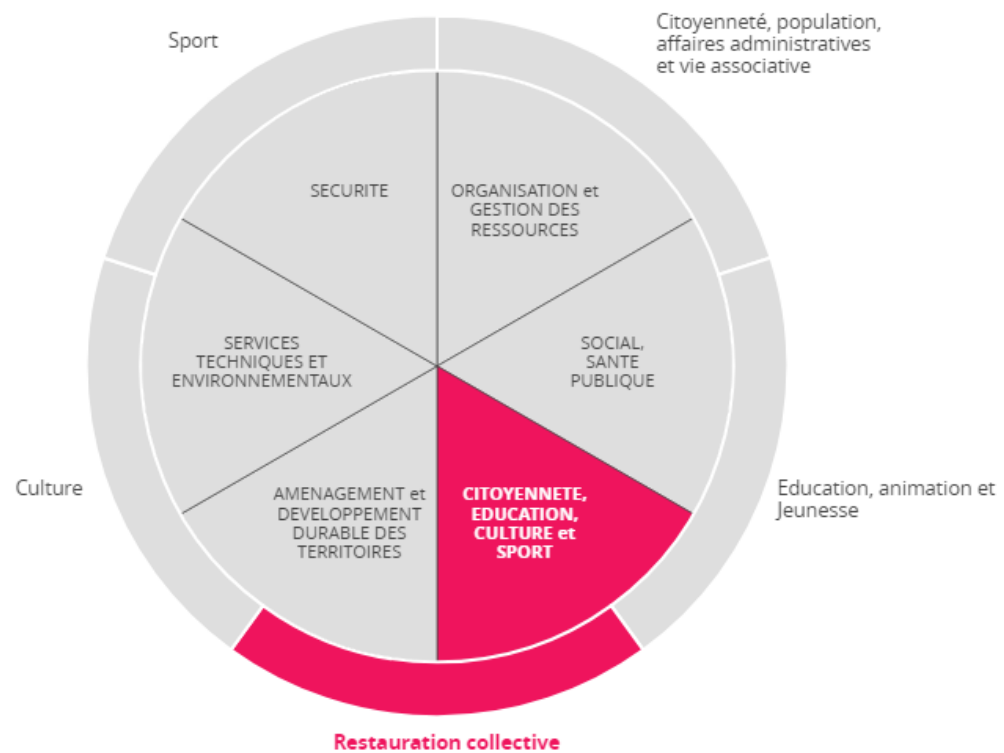 Sport
Citoyenneté, population,
affaires administratives
et vie associative
SECURITE
ORGANISATION et
GESTION DES
RESSOURCES
SERVICES
TECHNIQUES ET
ENVIRONNEMENTAUX
SOCIAL,
SANTE
PUBLIQUE
Culture
AMENAGEMENT et
DEVELOPPEMENT
DURABLE DES
TERRITOIRES
CITOYENNETE,
EDUCATION,
CULTURE et
SPORT
Education, animation et
Jeunesse
Restauration collective